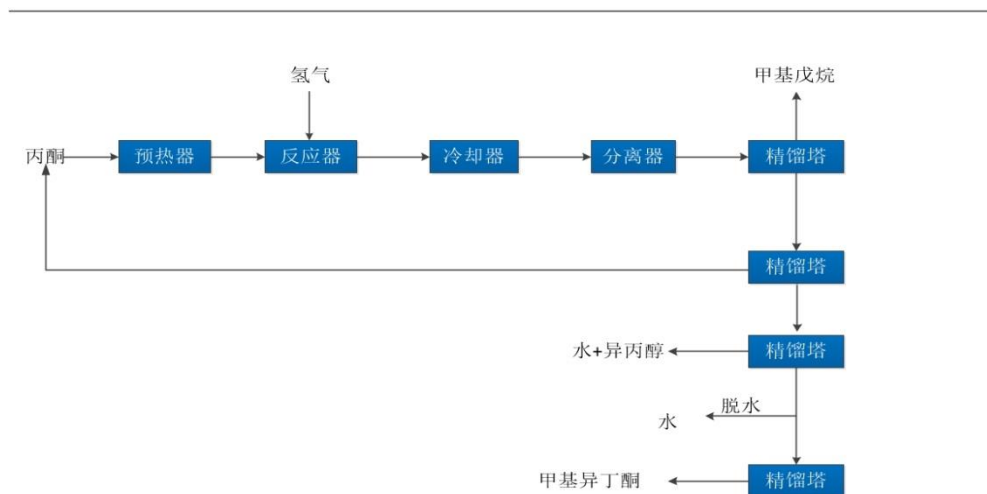 氢气
甲基戊烷
丙酮
预热器
反应器
冷却器
分离器
精馏塔
精馏塔
水+异丙醇
精馏塔
脱水
水
甲基异丁酮
精馏塔